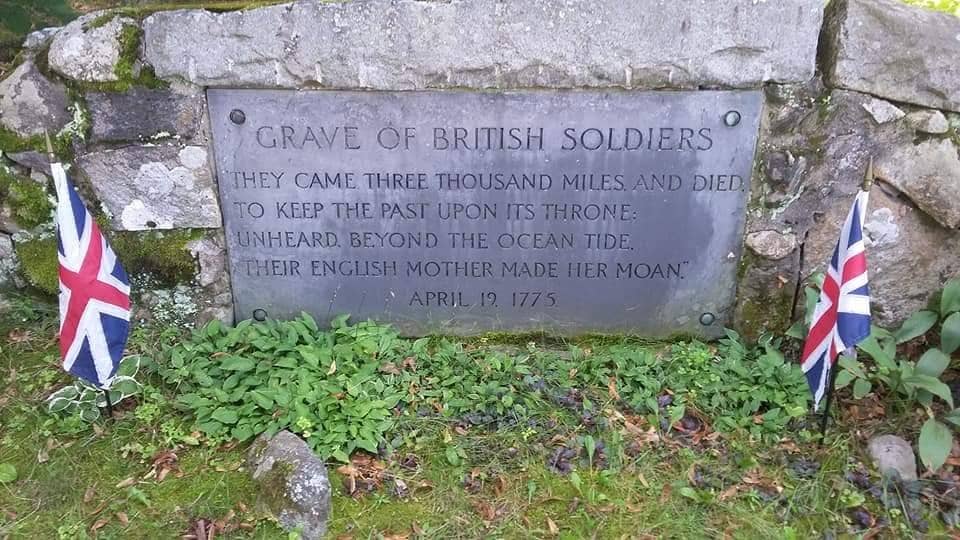 GRAVE OF BRITISH SOLDIERS
THEY CAME THREE THOUSAND MILES, AND DIED,
TO KEEP THE PAST UPON ITS THRONE;
UNHEARD, BEYOND THE OCEAN TIDE,
THEIR ENGLISH MOTHER MADE HER MOAN."
APRIL 19, 1775